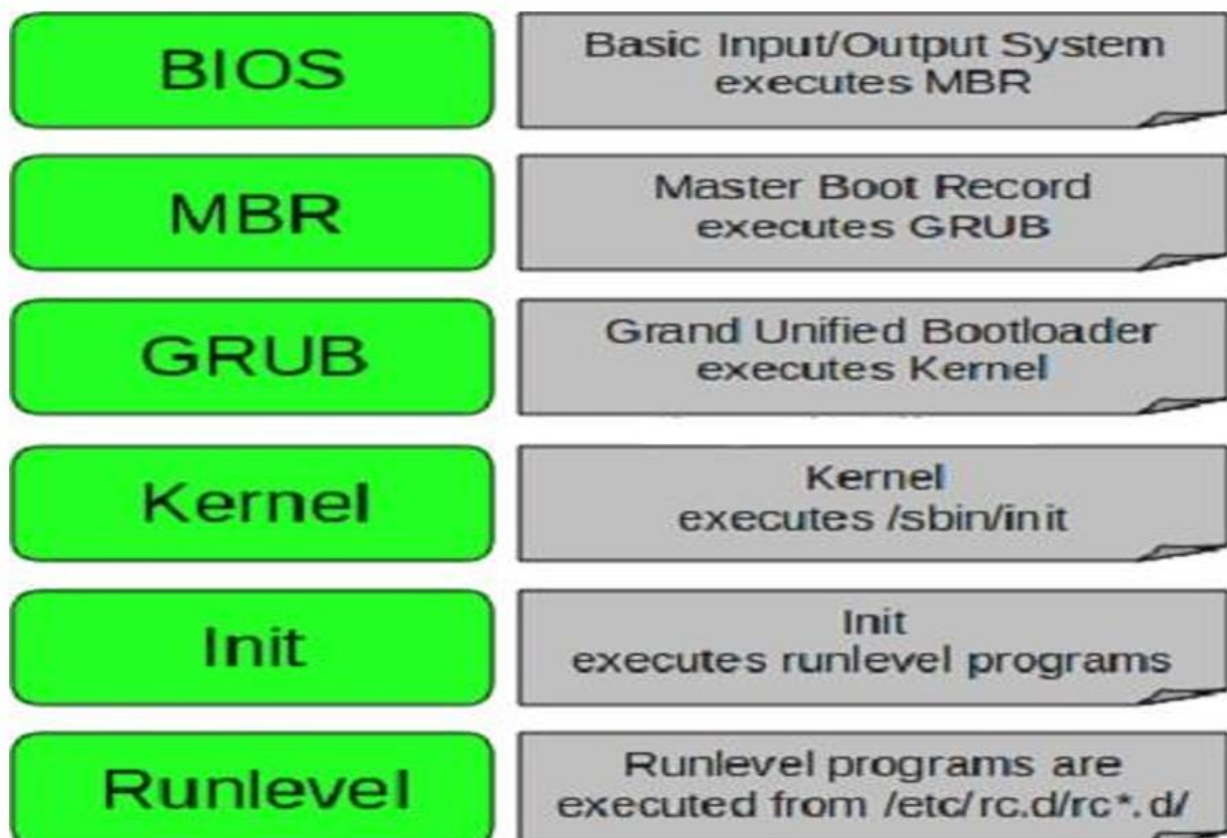 BIOS
Basic Input/Output System
executes MBR
MBR
Master Boot Record
executes GRUB
GRUB
Grand Unified Bootloader
executes Kernel
Kernel
Kernel
executes /sbin/init
Init
Init
executes runlevel programs
Runlevel
Runlevel programs are
executed from /etc/rc.d/rc*.d/